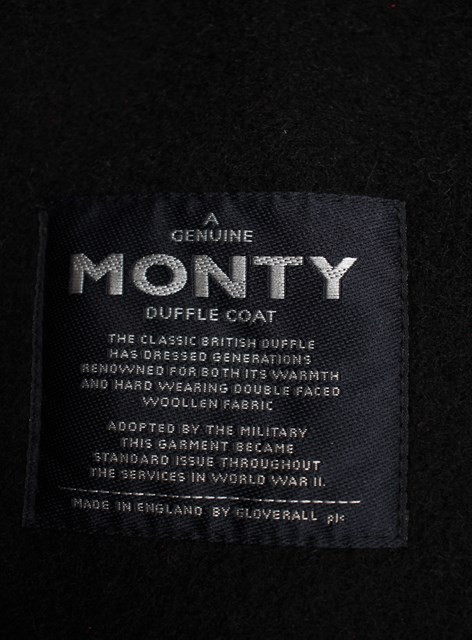 A
GENUINE
MONTY
DUFFLE COAT
THE CLASSIC BRITISH DUFFLE
HAS DRESSED GENERATIONS
RENOWNED FOR BOTH ITS WARMTH
AND HARD WEARING DOUBLE FACED
WOOLLEN FABRIC
ADOPTED BY THE MILITARY
THIS GARMENT BECAME
STANDARD ISSUE THROUGHOUT
THE SERVICES IN WORLD WAR II.
MADE IN ENGLAND BY GLOVERALL plc